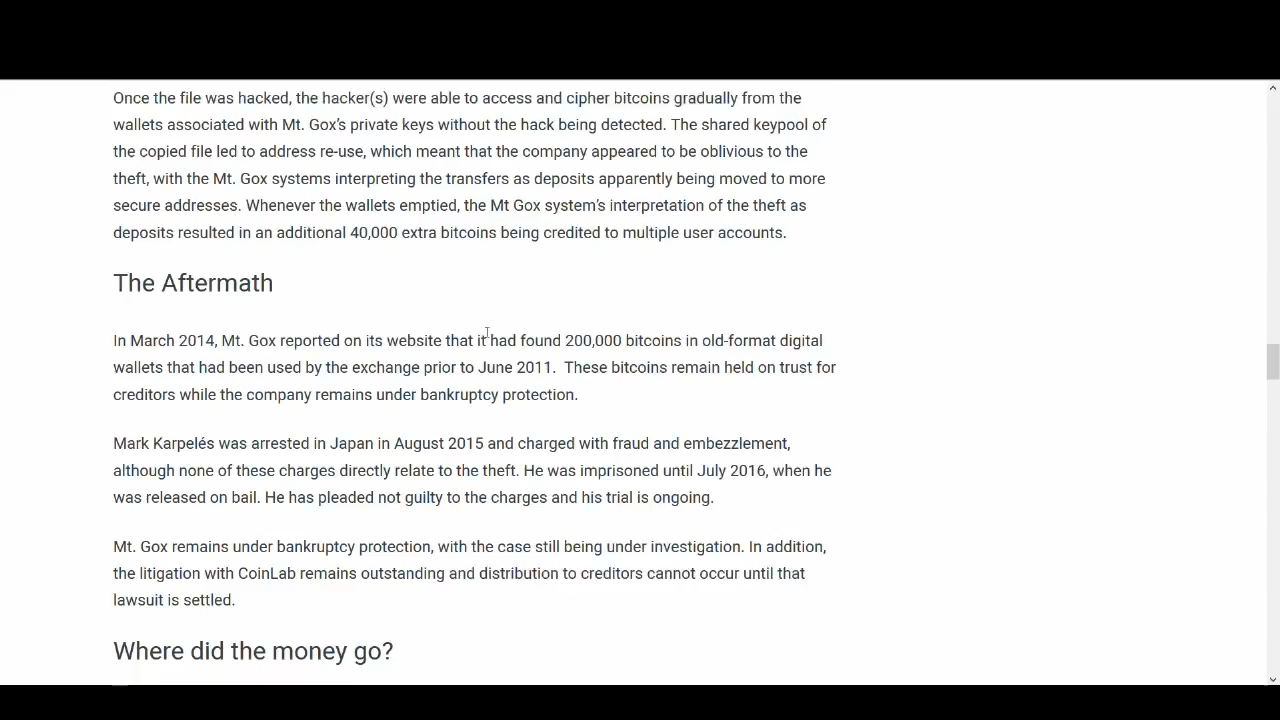 Once the file was hacked, the hacker(s) were able to access and cipher bitcoins gradually from the
wallets associated with Mt. Gox's private keys without the hack being detected. The shared keypool of
the copied file led to address re-use, which meant that the company appeared to be oblivious to the
theft, with the Mt. Gox systems interpreting the transfers as deposits apparently being moved to more
secure addresses. Whenever the wallets emptied, the Mt Gox system's interpretation of the theft as
deposits resulted in an additional 40,000 extra bitcoins being credited to multiple user accounts.
The Aftermath
In March 2014, Mt. Gox reported on its website that it had found 200,000 bitcoins in old-format digital
wallets that had been used by the exchange prior to June 2011.  These bitcoins remain held on trust for
creditors while the company remains under bankruptcy protection.
Mark Karpelés was arrested in Japan in August 2015 and charged with fraud and embezzlement,
although none of these charges directly relate to the theft. He was imprisoned until July 2016, when he
was released on bail. He has pleaded not guilty to the charges and his trial is ongoing.
Mt. Gox remains under bankruptcy protection, with the case still being under investigation. In addition,
the litigation with CoinLab remains outstanding and distribution to creditors cannot occur until that
lawsuit is settled.
Where did the money go?